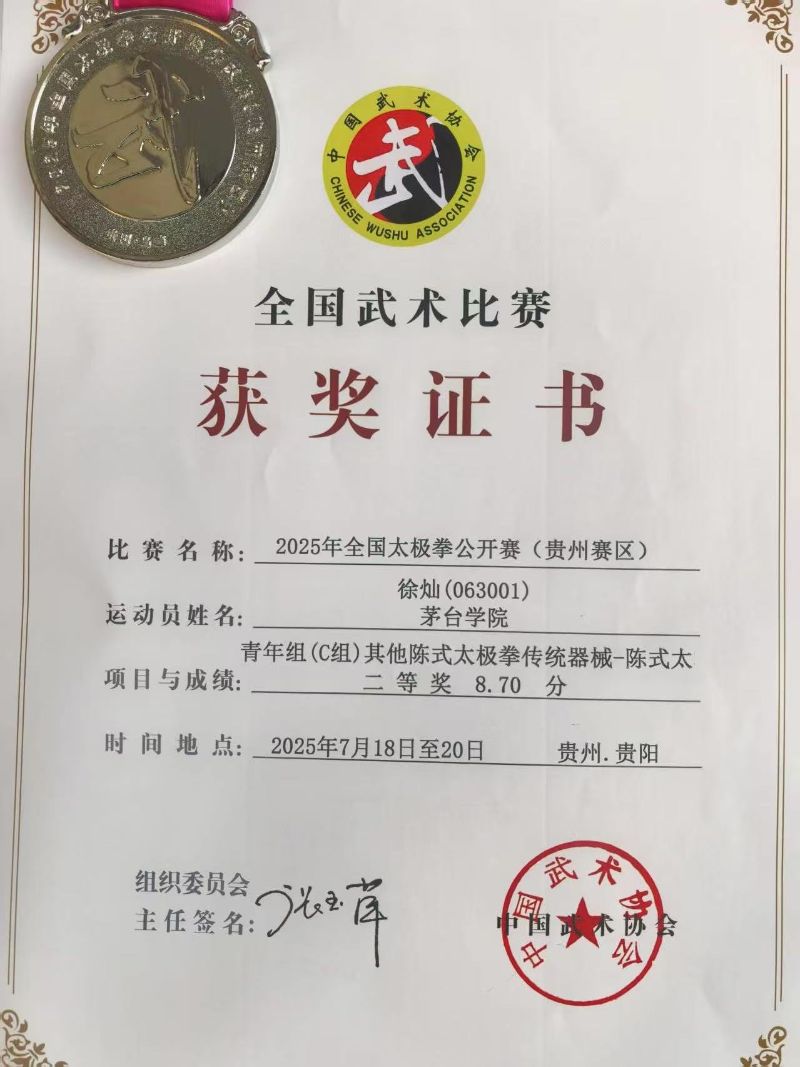 武
中国武术协会
CHINESE WUSHU ASSOCIATION
武
全国武术比赛
获奖证书
比赛名称: 2025年全国太极拳公开赛（贵州赛区）
徐灿(063001)
运动员姓名: 茅台学院
青年组(C组)其他陈式太极拳传统器械-陈式太
项目与成绩: 二等奖 8.70 分
时间地点: 2025年7月18日至20日 贵州.贵阳
组织委员会
主任签名:
中国武术协会
中国武术协会